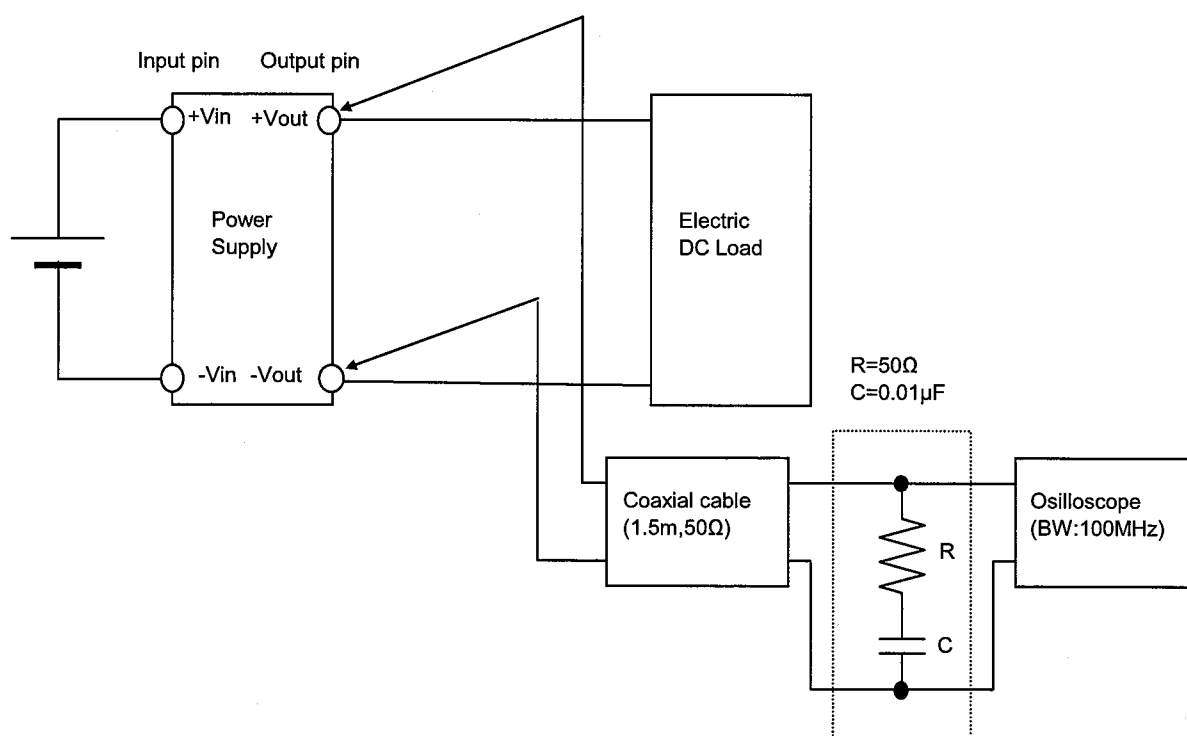 Input pin
Output pin
+Vin
+Vout
Power
Supply
Electric
DC Load
-Vin
-Vout
R=50Ω
C=0.01µF
Coaxial cable
(1.5m,50Ω)
R
C
Osilloscope
(BW:100MHz)